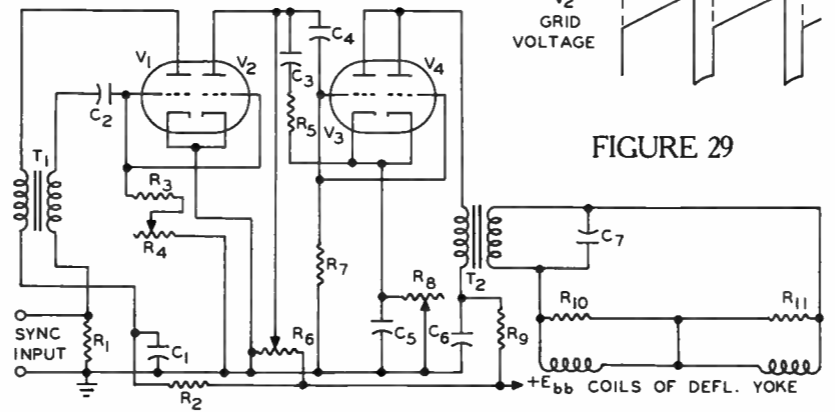 V2
GRID
VOLTAGE
FIGURE 29
V1
V2
C2
T1
R3
R4
SYNC
INPUT
R1
C1
R2
R6
C3
C4
R5
V4
V3
R7
R8
C5
C6
R9
T2
C7
R10
R11
+Ebb COILS OF DEFL. YOKE